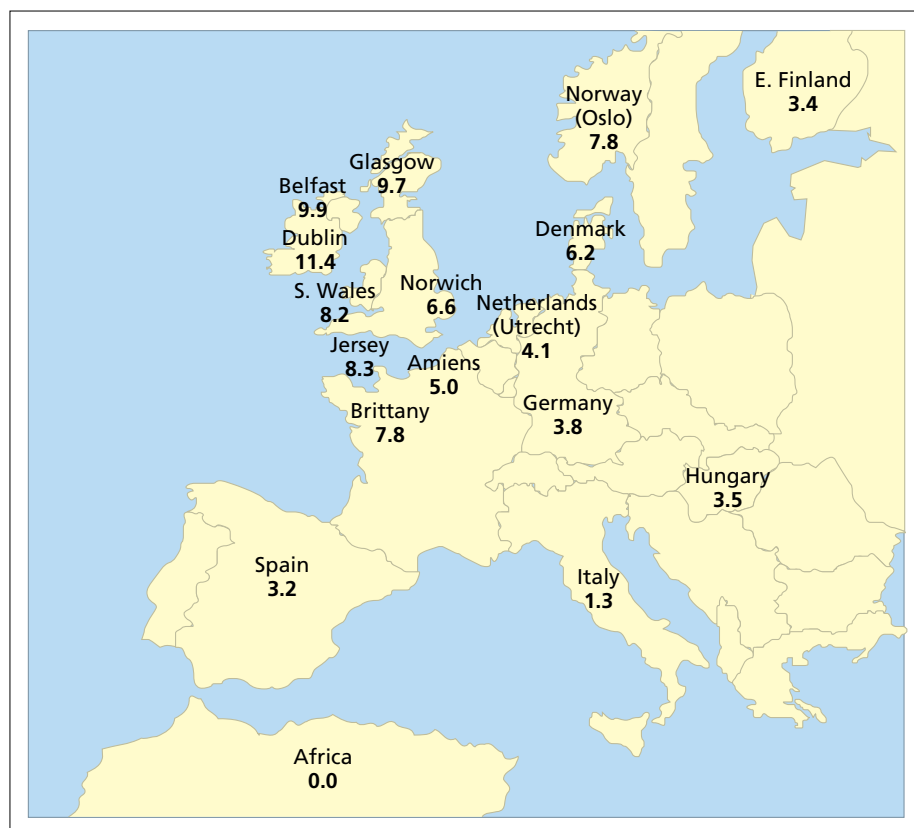 E. Finland
3.4
Norway
(Oslo)
7.8
Glasgow
9.7
Belfast
9.9
Dublin
11.4
Denmark
6.2
S. Wales
8.2
Norwich
6.6
Netherlands
(Utrecht)
4.1
Jersey
8.3
Amiens
5.0
Brittany
7.8
Germany
3.8
Hungary
3.5
Spain
3.2
Italy
1.3
Africa
0.0